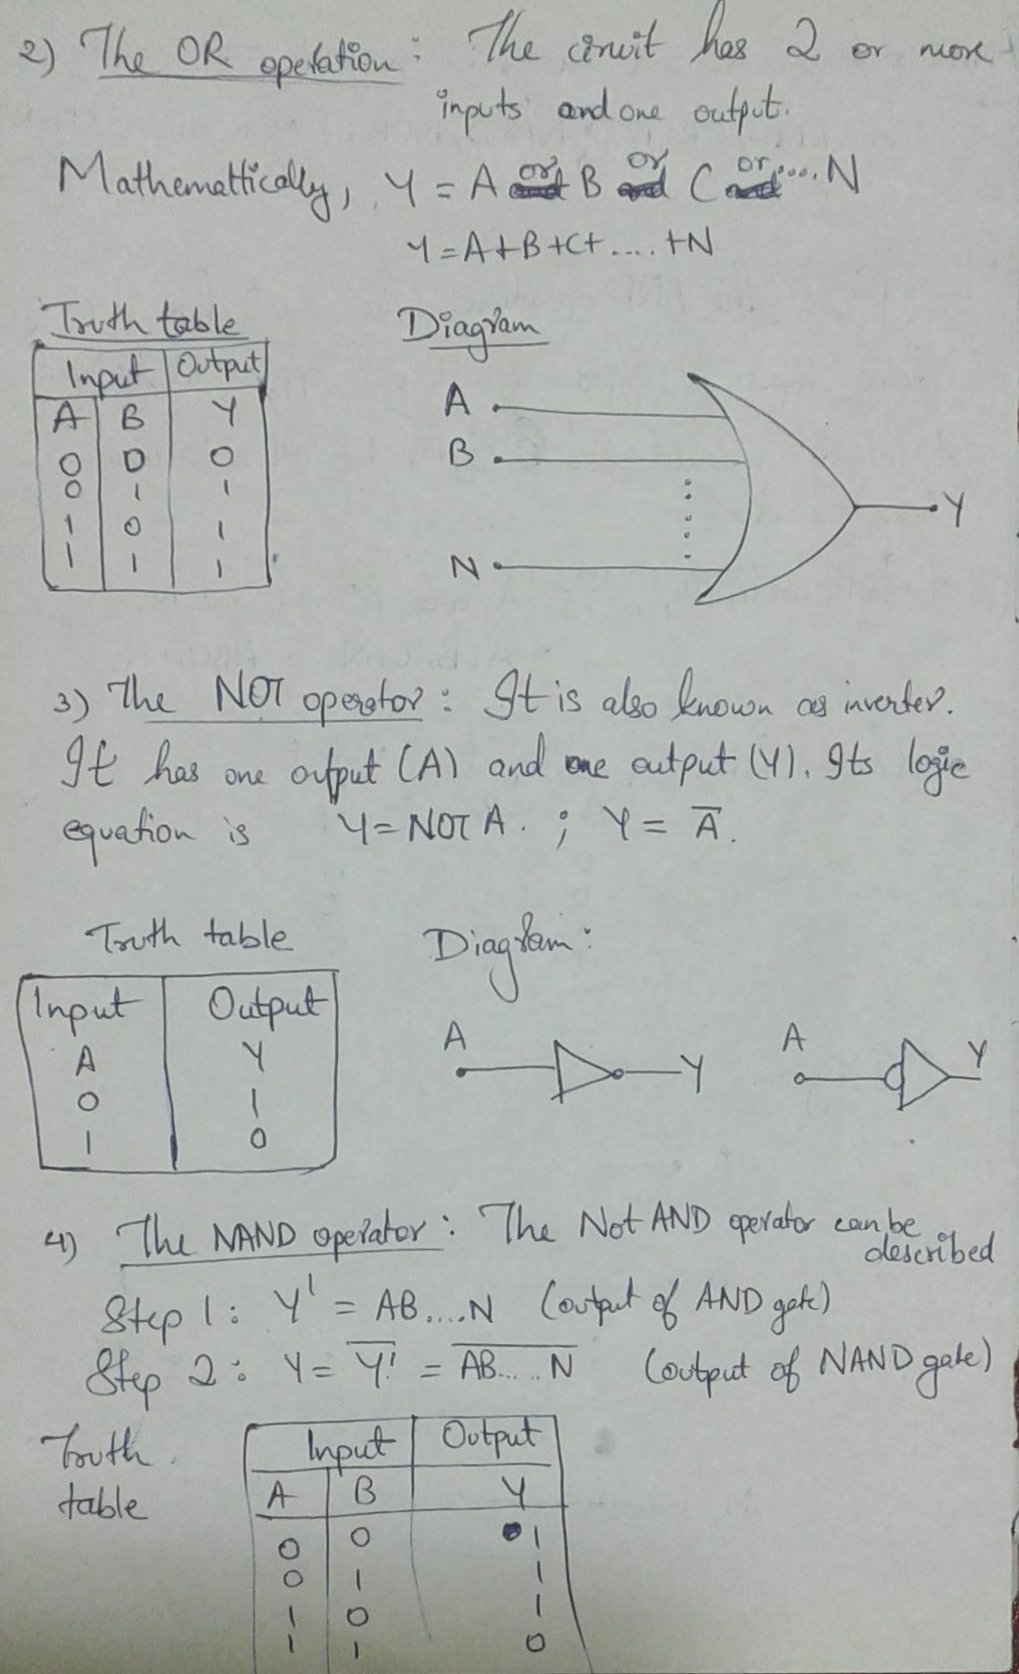 2) The OR operation : The ciruit has 2 or more
inputs and one output.
Mathemattically, Y = A or B or C or .... N
Y = A + B + C + .... + N
Truth table
Input Output
A B Y
0 0 0
0 1 1
1 0 1
1 1 1
Diagram
A
B
N
Y
3) The NOT operator : It is also known as inverter.
It has one output (A) and one output (Y). Its logic
equation is Y = NOT A. ; Y = A̅.
Truth table
Input Output
A Y
0 1
1 0
Diagram :
A Y
A Y
4) The NAND operator : The Not AND operator can be
described
Step 1 : Y' = AB....N (output of AND gate)
Step 2 : Y = Y̅'̅ = A̅B̅.....N̅ (output of NAND gate)
Truth
table
Input Output
A B Y
0 0 1
0 1 1
1 0 1
1 1 0